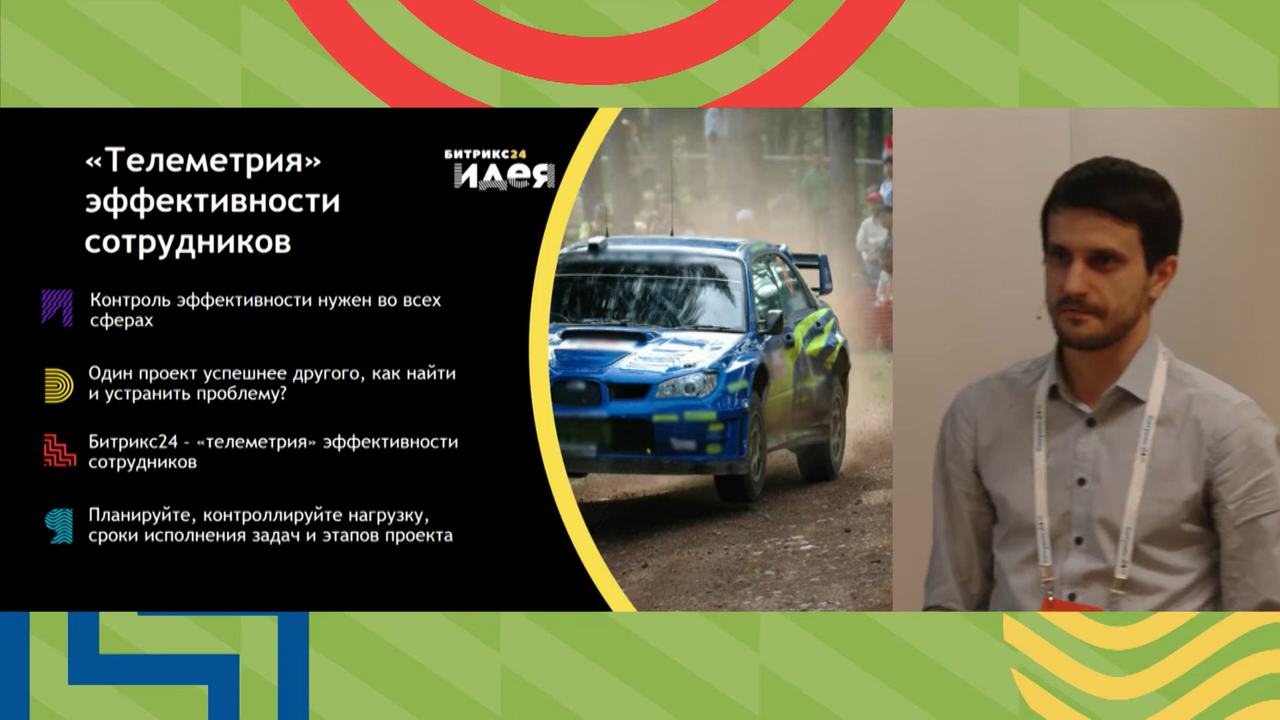 «Телеметрия»
эффективности
сотрудников
БИТРИКС24
идея
Контроль эффективности нужен во всех
сферах
Один проект успешнее другого, как найти
и устранить проблему?
Битрикс24 - «телеметрия» эффективности
сотрудников
Планируйте, контроллируйте нагрузку,
сроки исполнения задач и этапов проекта